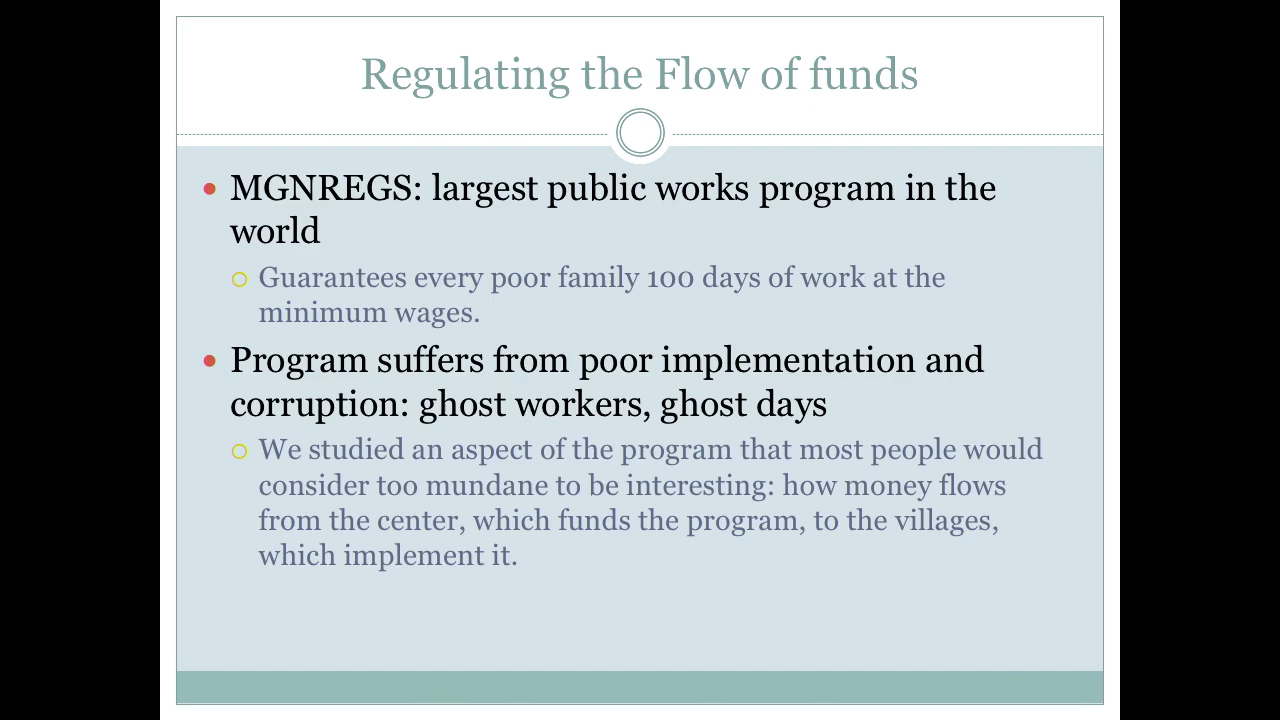 Regulating the Flow of funds
MGNREGS: largest public works program in the
world
Guarantees every poor family 100 days of work at the
minimum wages.
Program suffers from poor implementation and
corruption: ghost workers, ghost days
We studied an aspect of the program that most people would
consider too mundane to be interesting: how money flows
from the center, which funds the program, to the villages,
which implement it.